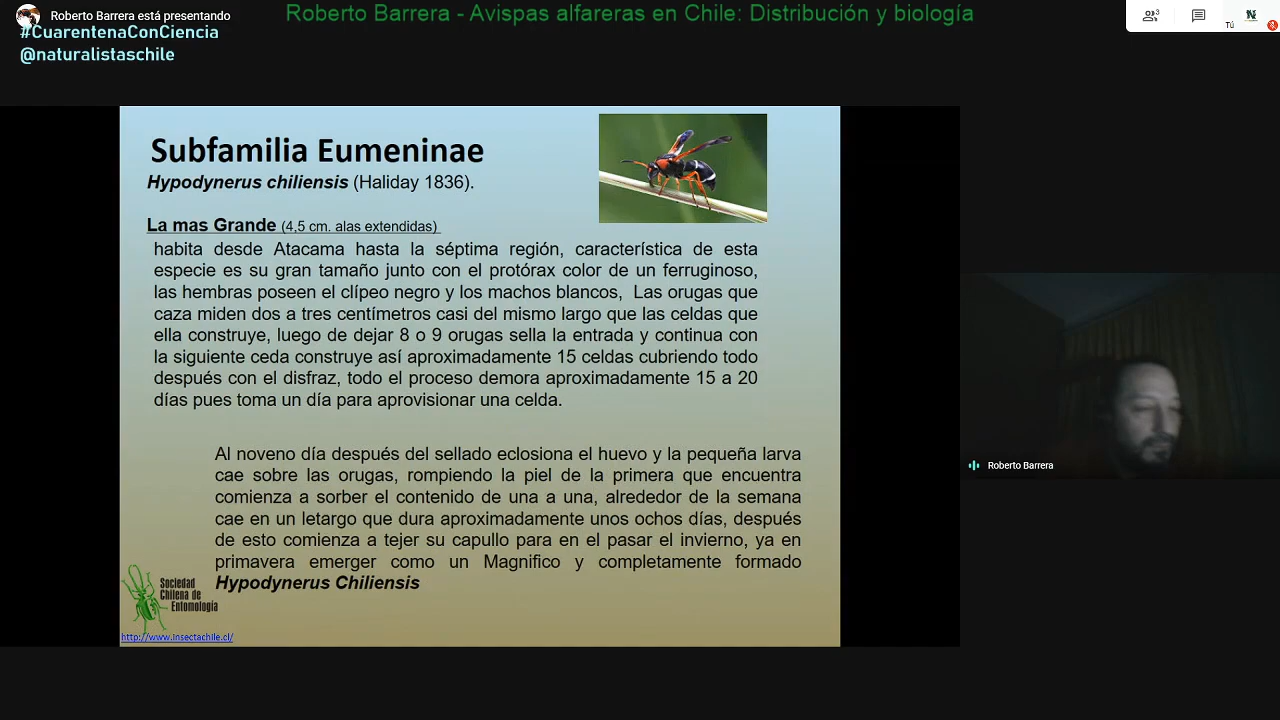 Roberto Barrera está presentando
Roberto Barrera - Avispas alfareras en Chile: Distribución y biología
#CuarentenaConCiencia
@naturalistaschile
3
Tú
Subfamilia Eumeninae
Hypodynerus chiliensis (Haliday 1836).
La mas Grande (4,5 cm. alas extendidas)
habita desde Atacama hasta la séptima región, característica de esta
especie es su gran tamaño junto con el protórax color de un ferruginoso,
las hembras poseen el clípeo negro y los machos blancos, Las orugas que
caza miden dos a tres centímetros casi del mismo largo que las celdas que
ella construye, luego de dejar 8 o 9 orugas sella la entrada y continua con
la siguiente ceda construye así aproximadamente 15 celdas cubriendo todo
después con el disfraz, todo el proceso demora aproximadamente 15 a 20
días pues toma un día para aprovisionar una celda.
Al noveno día después del sellado eclosiona el huevo y la pequeña larva
cae sobre las orugas, rompiendo la piel de la primera que encuentra
comienza a sorber el contenido de una a una, alrededor de la semana
cae en un letargo que dura aproximadamente unos ochos días, después
de esto comienza a tejer su capullo para en el pasar el invierno, ya en
primavera emerger como un Magnifico y completamente formado
Hypodynerus Chiliensis
Sociedad
Chilena de
Entomología
http://www.insectachile.cl/
Roberto Barrera